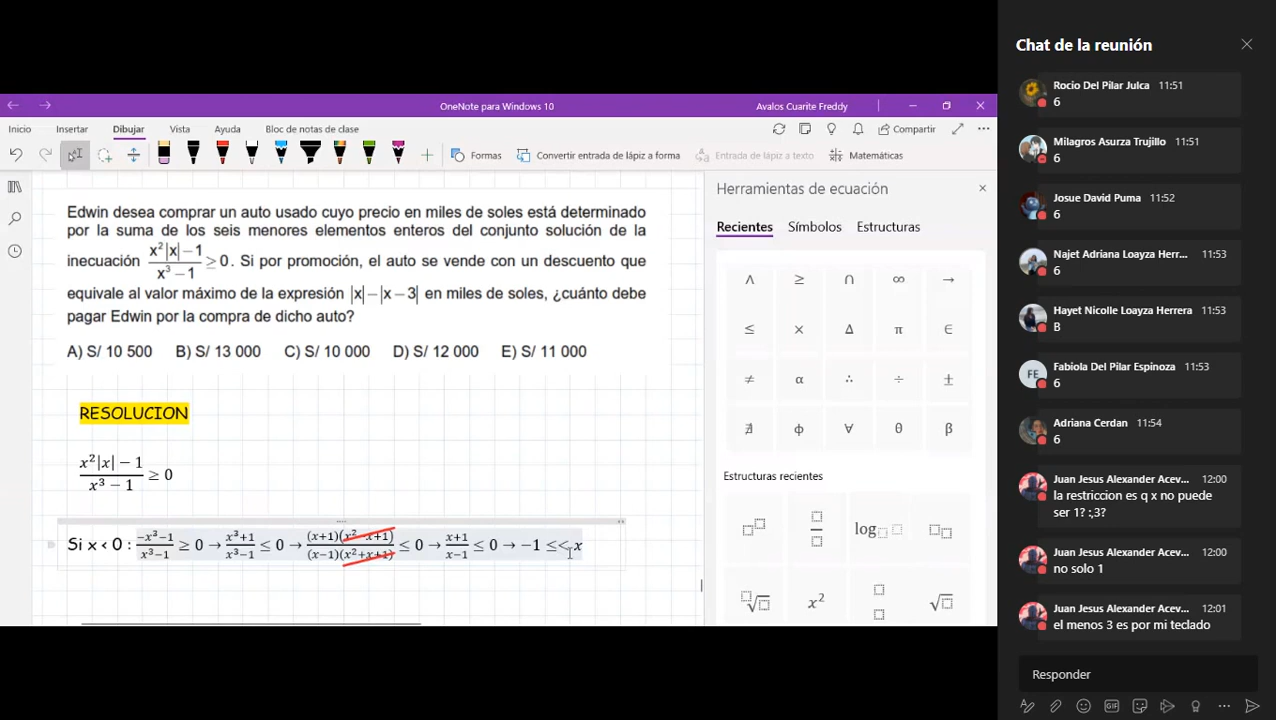 OneNote para Windows 10
Avalos Cuarite Freddy
Inicio Insertar Dibujar Vista Ayuda Bloc de notas de clase
Compartir
Formas Convertir entrada de lápiz a forma Entrada de lápiz a texto Matemáticas
Edwin desea comprar un auto usado cuyo precio en miles de soles está determinado
por la suma de los seis menores elementos enteros del conjunto solución de la
inecuación (x²|x|−1)/(x³−1) ≥ 0. Si por promoción, el auto se vende con un descuento que
equivale al valor máximo de la expresión |x|−|x−3| en miles de soles, ¿cuánto debe
pagar Edwin por la compra de dicho auto?
A) S/ 10 500 B) S/ 13 000 C) S/ 10 000 D) S/ 12 000 E) S/ 11 000
RESOLUCION
(x²|x|−1)/(x³−1) ≥ 0
Si x < 0 : (−x³−1)/(x³−1) ≥ 0 → (x³+1)/(x³−1) ≤ 0 → ((x+1)(x²−x+1))/((x−1)(x²+x+1)) ≤ 0 → (x+1)/(x−1) ≤ 0 → −1 ≤< x
Herramientas de ecuación
Recientes Símbolos Estructuras
∧ ≥ ∩ ∞ →
≤ × Δ π ∈
≠ α ∴ ÷ ±
∄ ϕ ∀ θ β
Estructuras recientes
log
x²
Chat de la reunión
Rocio Del Pilar Julca 11:51
6
Milagros Asurza Trujillo 11:51
6
Josue David Puma 11:52
6
Najet Adriana Loayza Herr... 11:53
6
Hayet Nicolle Loayza Herrera 11:53
B
FE
Fabiola Del Pilar Espinoza 11:53
6
Adriana Cerdan 11:54
6
Juan Jesus Alexander Acev... 12:00
la restriccion es q x no puede
ser 1? :,3?
Juan Jesus Alexander Acev... 12:00
no solo 1
Juan Jesus Alexander Acev... 12:01
el menos 3 es por mi teclado
Responder
GIF